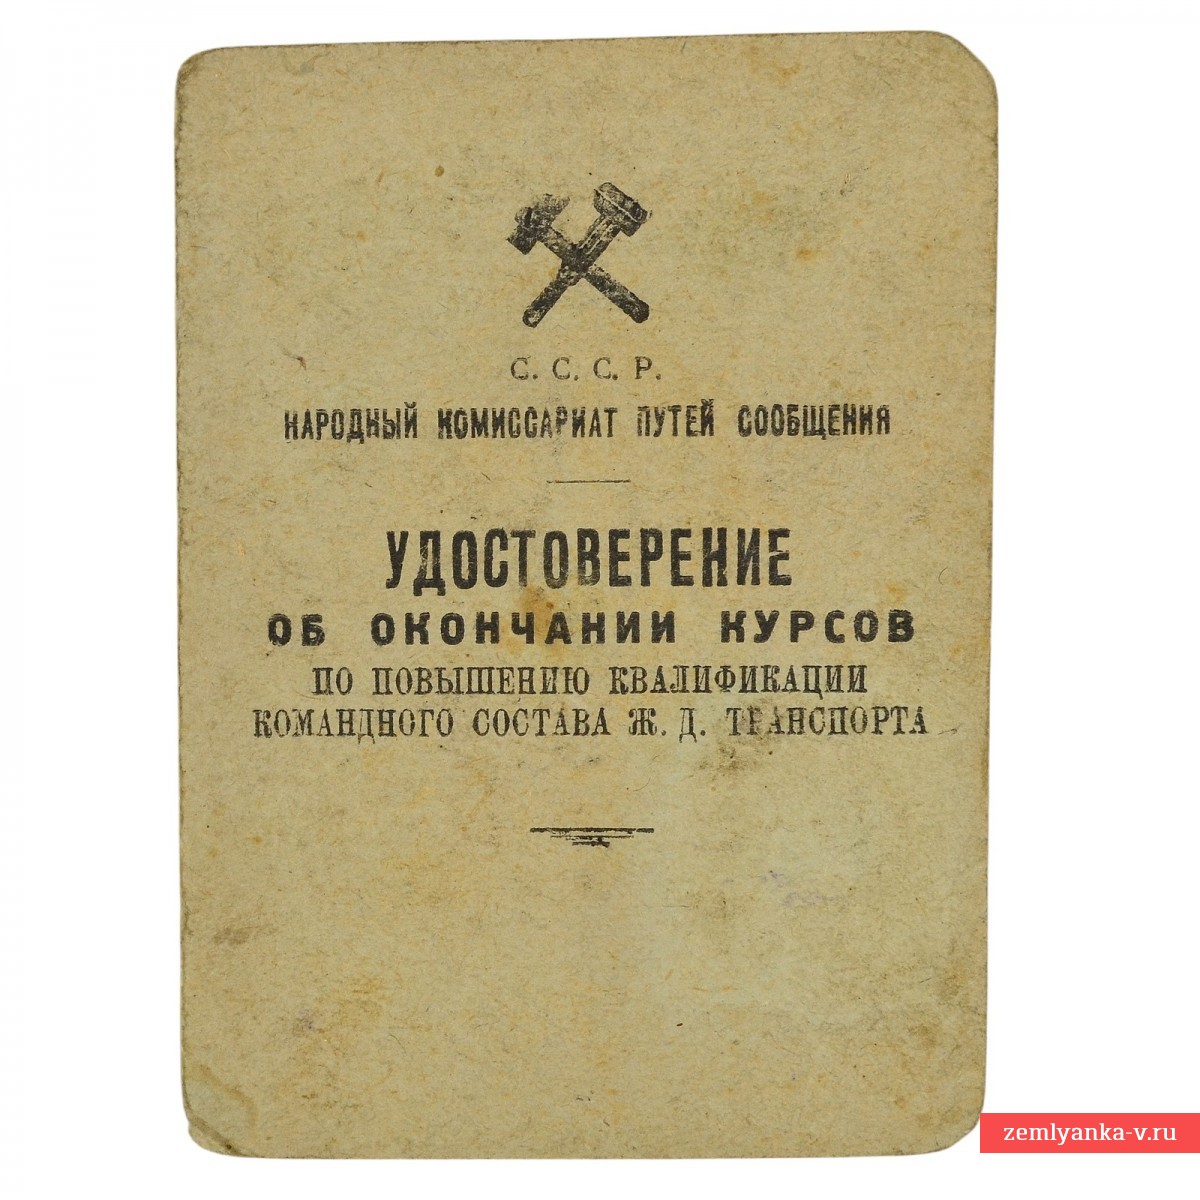 С. С. С. Р.
НАРОДНЫЙ КОМИССАРИАТ ПУТЕЙ СООБЩЕНИЯ
УДОСТОВЕРЕНИЕ
ОБ ОКОНЧАНИИ КУРСОВ
ПО ПОВЫШЕНИЮ КВАЛИФИКАЦИИ
КОМАНДНОГО СОСТАВА Ж. Д. ТРАНСПОРТА
zemlyanka-v.ru